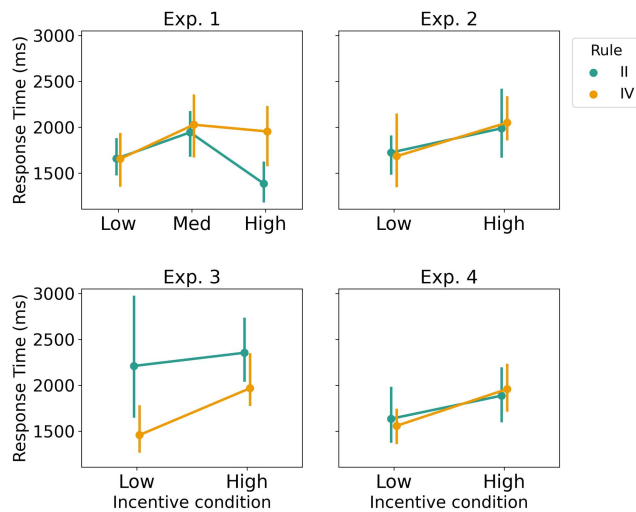 Exp. 1
Exp. 2
Response Time (ms)
3000
2500
2000
1500
Low Med High
Low High
Rule
II
IV
Exp. 3
Exp. 4
Response Time (ms)
3000
2500
2000
1500
Low High
Low High
Incentive condition
Incentive condition